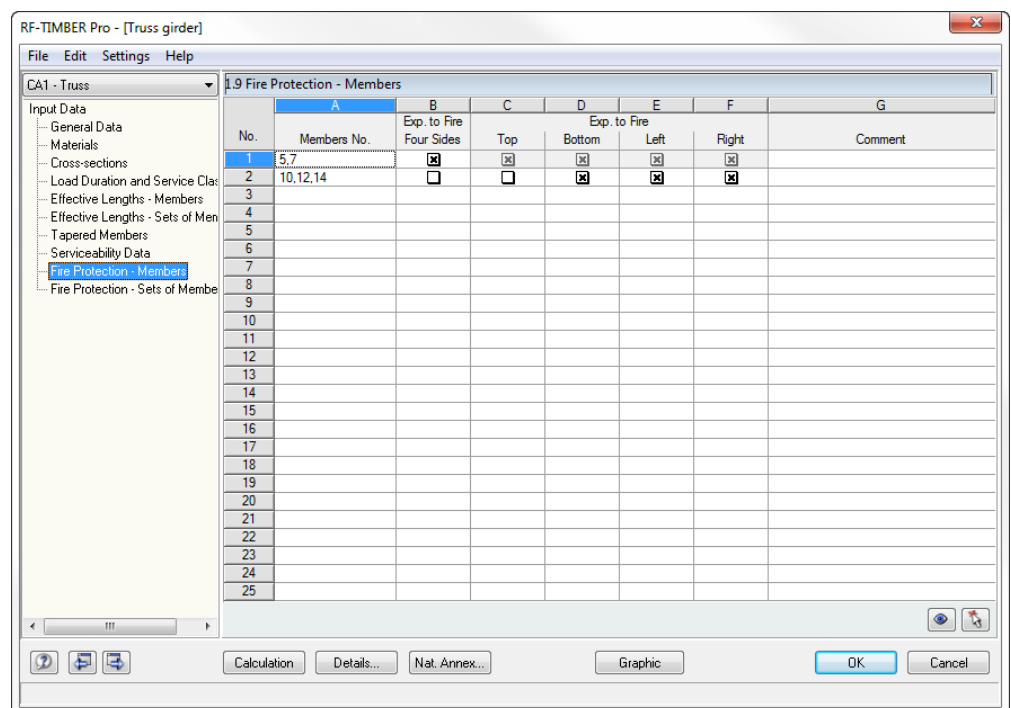 RF-TIMBER Pro - [Truss girder]
File Edit Settings Help
CA1 - Truss
1.9 Fire Protection - Members
Input Data
General Data
Materials
Cross-sections
Load Duration and Service Clas
Effective Lengths - Members
Effective Lengths - Sets of Men
Tapered Members
Serviceability Data
Fire Protection - Members
Fire Protection - Sets of Membe
A B C D E F G
Exp. to Fire Exp. to Fire
No. Members No. Four Sides Top Bottom Left Right Comment
1 5,7
2 10,12,14
3
4
5
6
7
8
9
10
11
12
13
14
15
16
17
18
19
20
21
22
23
24
25
Calculation Details... Nat. Annex... Graphic OK Cancel